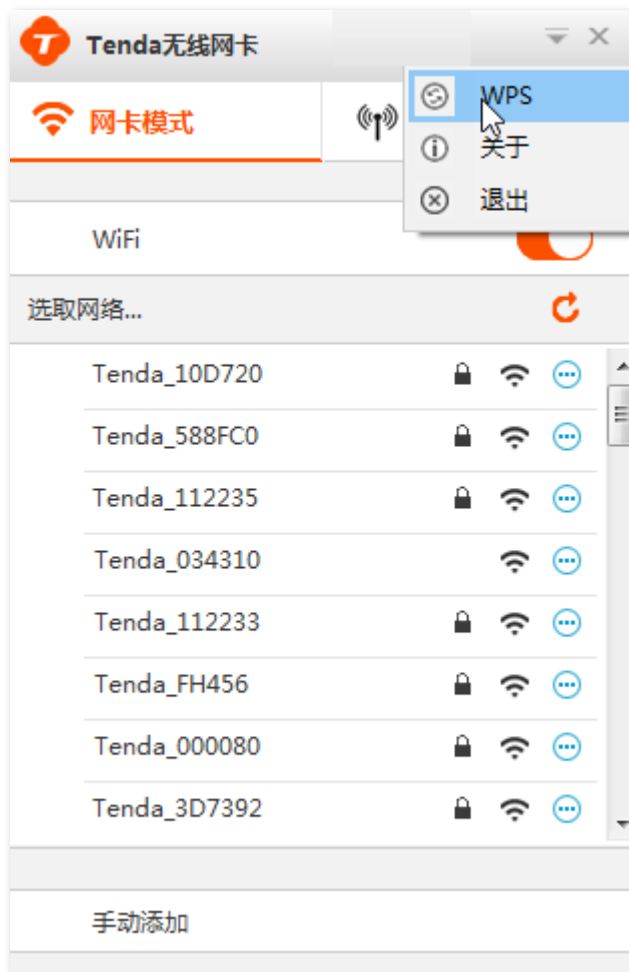 Tenda无线网卡
网卡模式
WPS
关于
退出
WiFi
选取网络...
Tenda_10D720
Tenda_588FC0
Tenda_112235
Tenda_034310
Tenda_112233
Tenda_FH456
Tenda_000080
Tenda_3D7392
手动添加